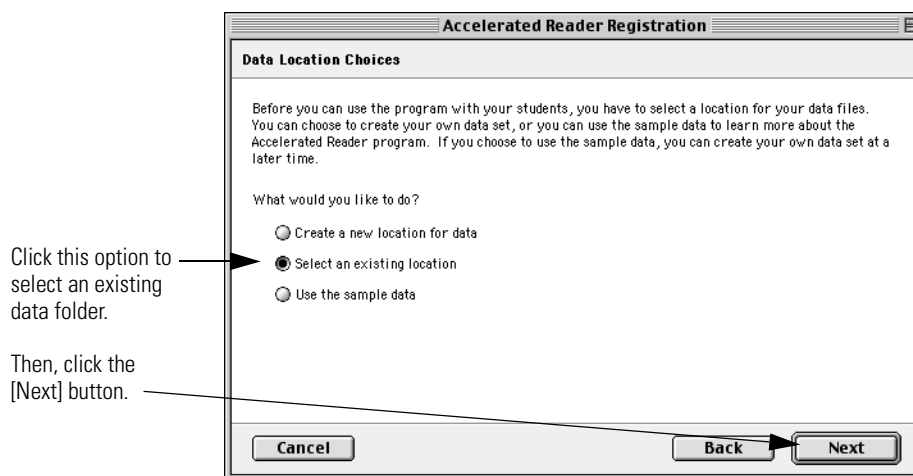 Accelerated Reader Registration
Data Location Choices
Before you can use the program with your students, you have to select a location for your data files.
You can choose to create your own data set, or you can use the sample data to learn more about the
Accelerated Reader program. If you choose to use the sample data, you can create your own data set at a
later time.
What would you like to do?
Create a new location for data
Select an existing location
Use the sample data
Click this option to
select an existing
data folder.
Then, click the
[Next] button.
Cancel
Back
Next